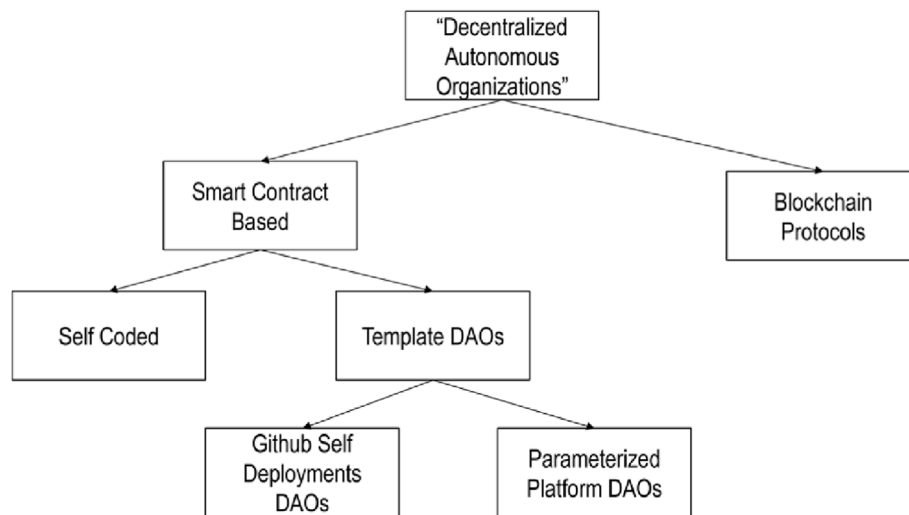 “Decentralized
Autonomous
Organizations”
Smart Contract
Based
Blockchain
Protocols
Self Coded
Template DAOs
Github Self
Deployments
DAOs
Parameterized
Platform DAOs